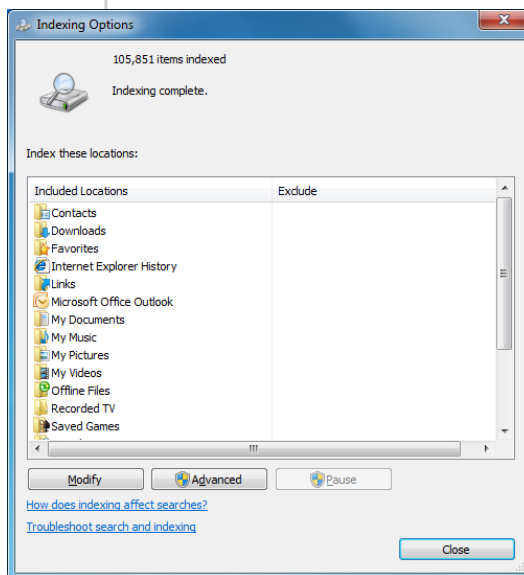 Indexing Options
105,851 items indexed
Indexing complete.
Index these locations:
Included Locations Exclude
Contacts
Downloads
Favorites
Internet Explorer History
Links
Microsoft Office Outlook
My Documents
My Music
My Pictures
My Videos
Offline Files
Recorded TV
Saved Games
Modify Advanced Pause
How does indexing affect searches?
Troubleshoot search and indexing
Close